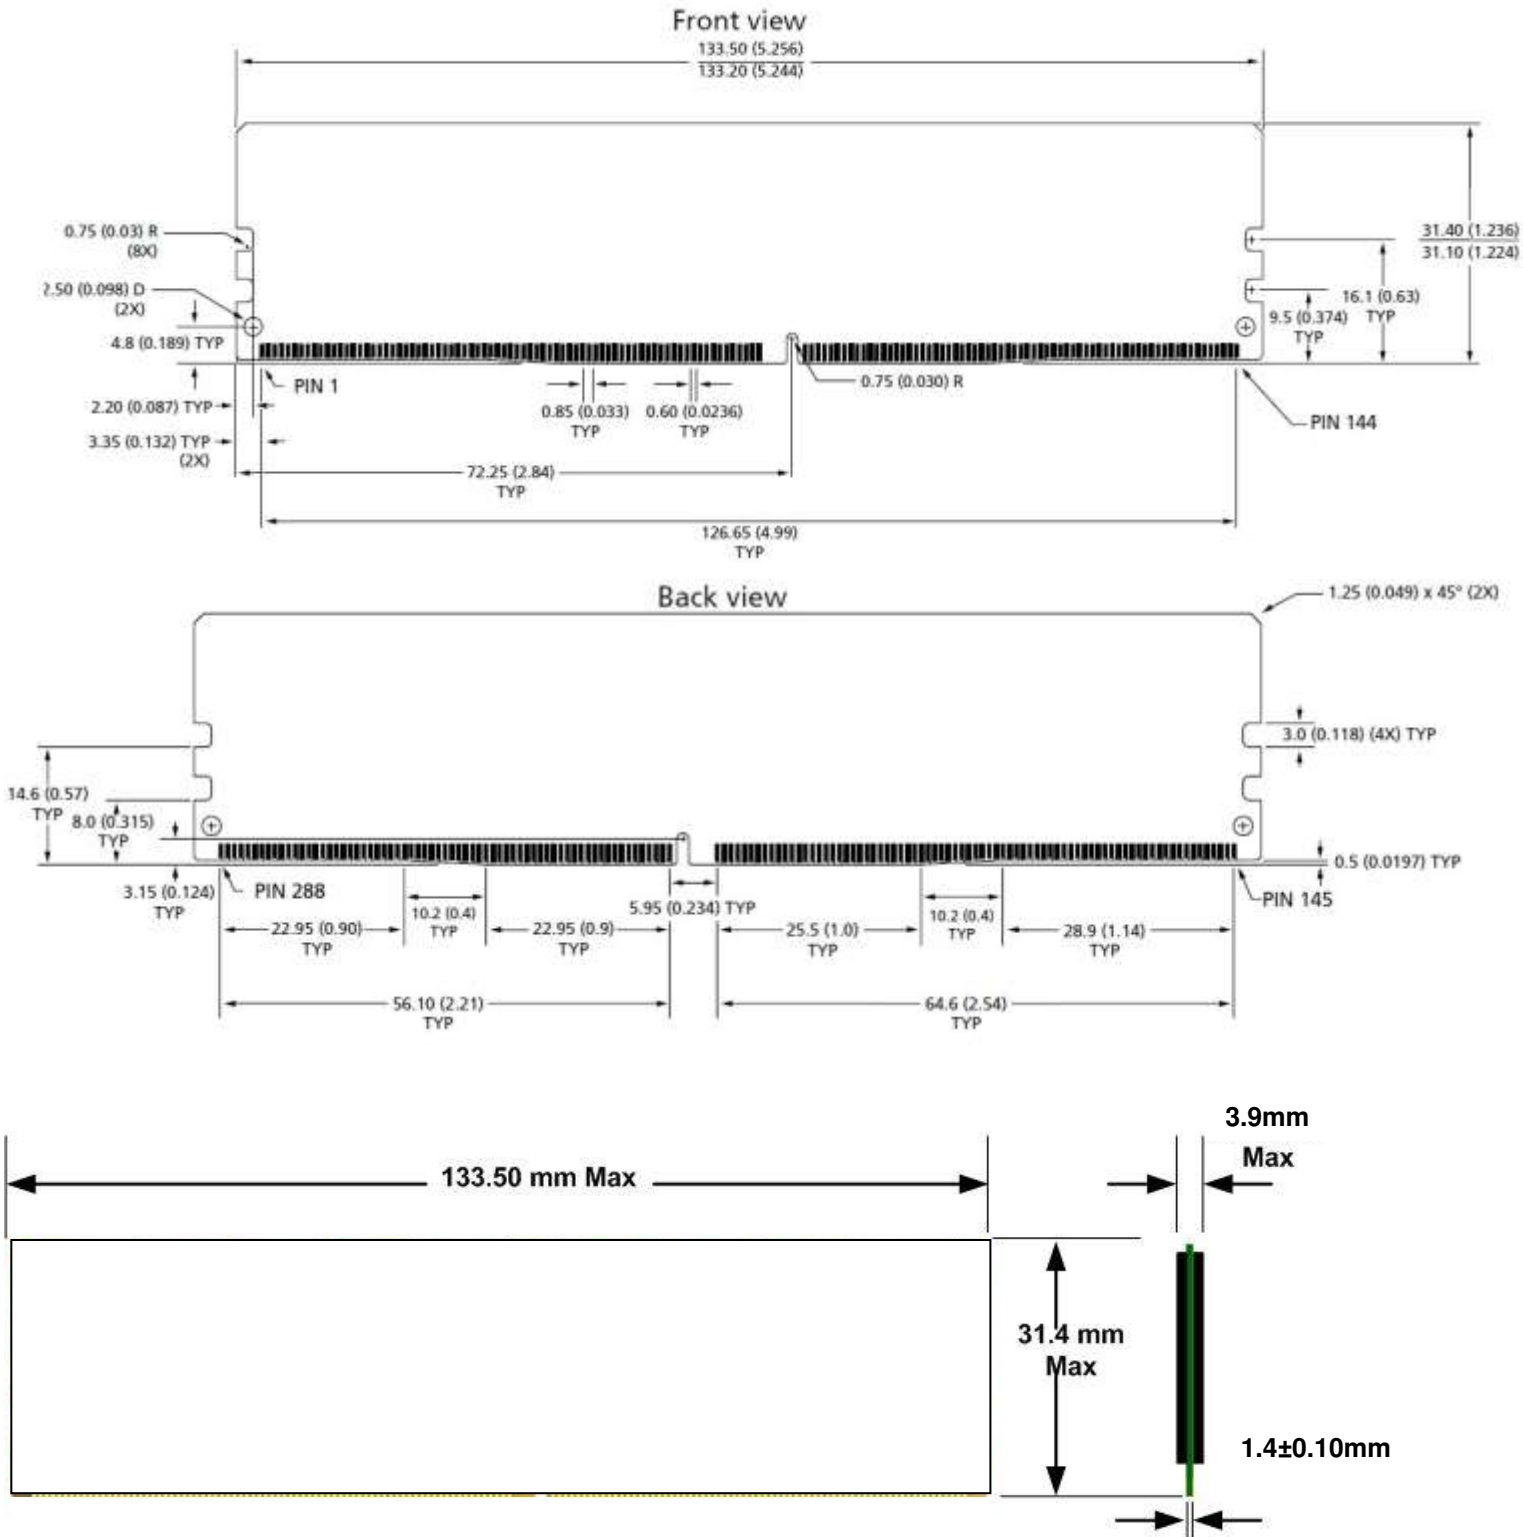 Front view
133.50 (5.256)
133.20 (5.244)
0.75 (0.03) R
(8X)
2.50 (0.098) D
(2X)
4.8 (0.189) TYP
31.40 (1.236)
31.10 (1.224)
16.1 (0.63)
TYP
9.5 (0.374)
TYP
PIN 1
0.75 (0.030) R
2.20 (0.087) TYP
0.85 (0.033)
TYP
0.60 (0.0236)
TYP
PIN 144
3.35 (0.132) TYP
(2X)
72.25 (2.84)
TYP
126.65 (4.99)
TYP
Back view
1.25 (0.049) x 45° (2X)
3.0 (0.118) (4X) TYP
14.6 (0.57)
TYP
8.0 (0.315)
TYP
0.5 (0.0197) TYP
3.15 (0.124)
TYP
PIN 288
PIN 145
5.95 (0.234) TYP
22.95 (0.90)
TYP
10.2 (0.4)
TYP
22.95 (0.9)
TYP
25.5 (1.0)
TYP
10.2 (0.4)
TYP
28.9 (1.14)
TYP
56.10 (2.21)
TYP
64.6 (2.54)
TYP
3.9mm
Max
133.50 mm Max
31.4 mm
Max
1.4±0.10mm